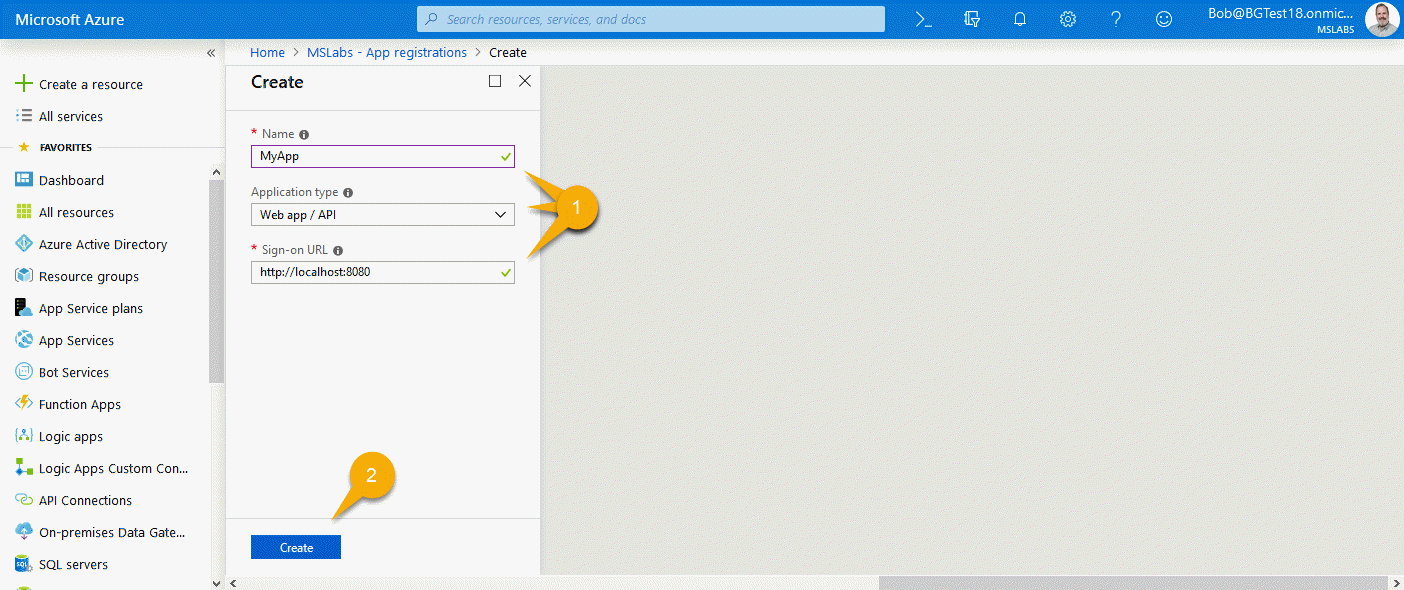 Microsoft Azure
Search resources, services, and docs
Bob@BGTest18.onmic...
MSLABS
Home > MSLabs - App registrations > Create
Create a resource
All services
FAVORITES
Dashboard
All resources
Azure Active Directory
Resource groups
App Service plans
App Services
Bot Services
Function Apps
Logic apps
Logic Apps Custom Con...
API Connections
On-premises Data Gate...
SQL servers
Create
* Name
MyApp
Application type
Web app / API
* Sign-on URL
http://localhost:8080
1
2
Create